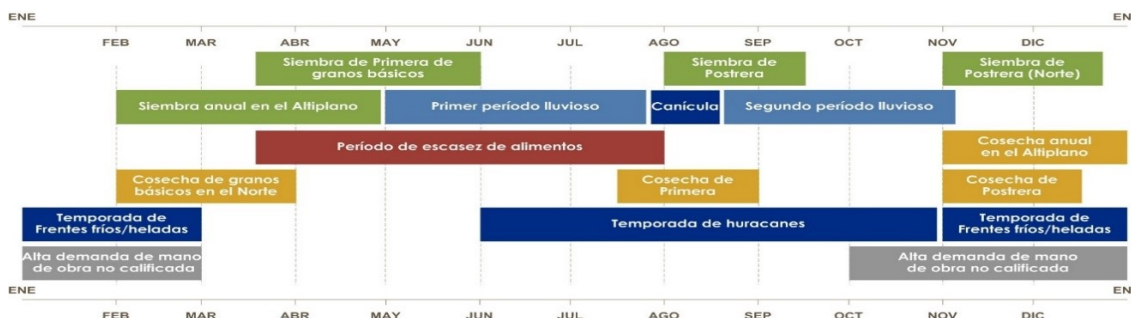 ENE
EN
FEB MAR ABR MAY JUN JUL AGO SEP OCT NOV DIC
Siembra de Primera de
granos básicos
Siembra de
Postrera
Siembra de
Postrera (Norte)
Siembra anual en el Altiplano
Primer período lluvioso
Canícula
Segundo período lluvioso
Período de escasez de alimentos
Cosecha anual
en el Altiplano
Cosecha de granos
básicos en el Norte
Cosecha de
Primera
Cosecha de
Postrera
Temporada de
Frentes fríos/heladas
Temporada de huracanes
Temporada de
Frentes fríos/heladas
Alta demanda de mano
de obra no calificada
Alta demanda de mano
de obra no calificada
ENE
EN
FEB MAR ABR MAY JUN JUL AGO SEP OCT NOV DIC